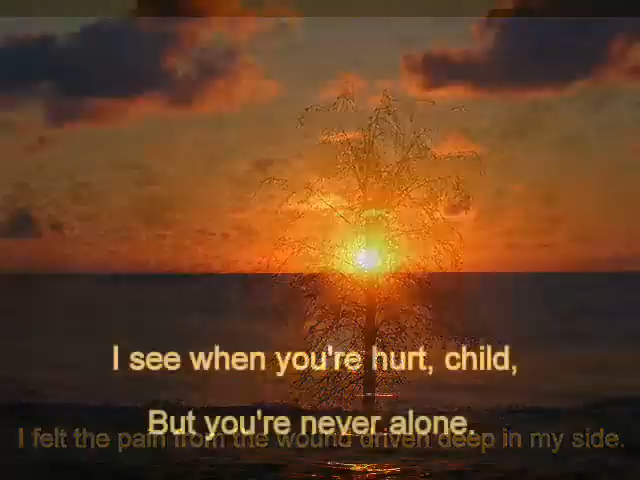 I see when you're hurt, child,
But you're never alone.
I felt the pain from the wound driven deep in my side.